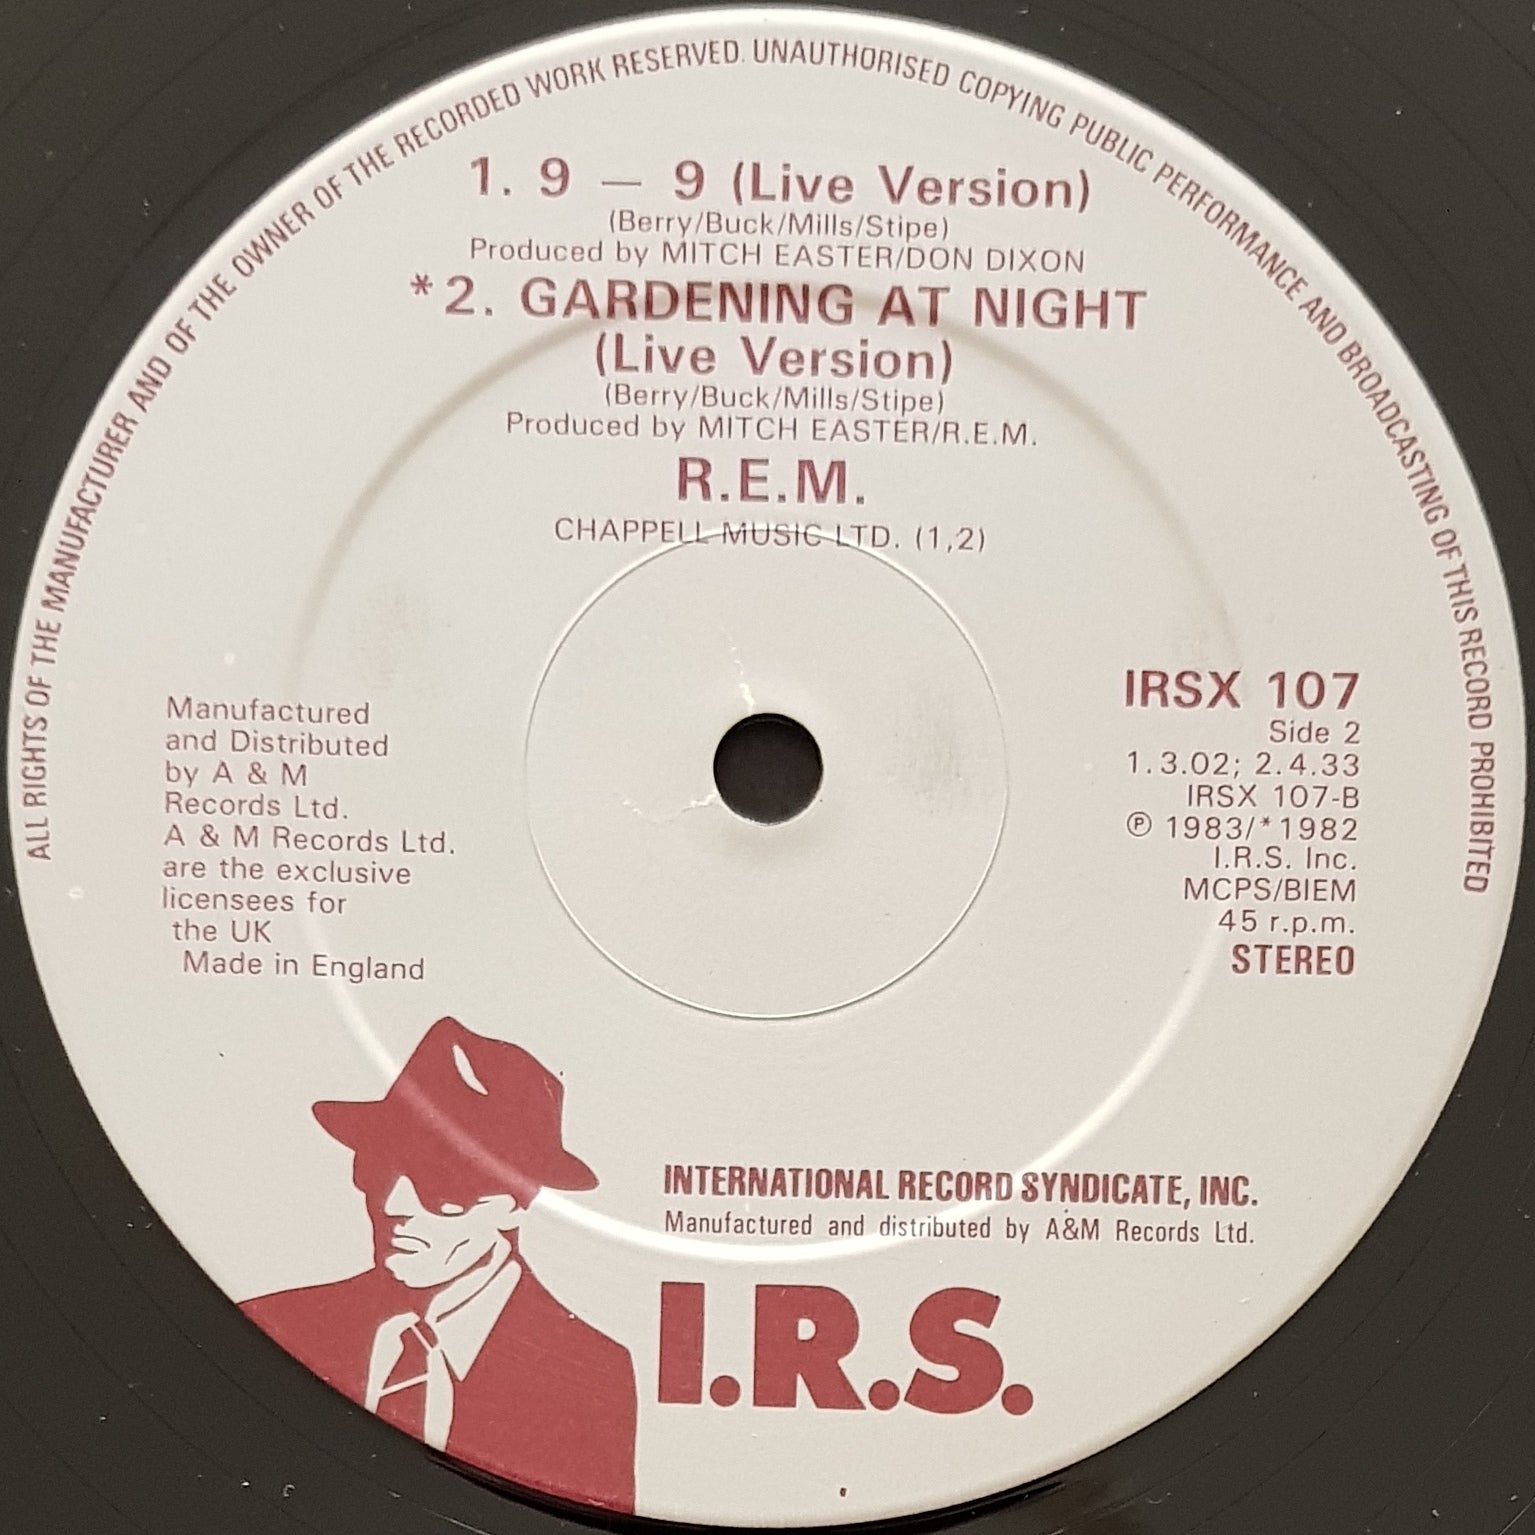 ALL RIGHTS OF THE MANUFACTURER AND OF THE OWNER OF THE RECORDED WORK RESERVED. UNAUTHORISED COPYING PUBLIC PERFORMANCE AND BROADCASTING OF THIS RECORD PROHIBITED
1. 9 — 9 (Live Version)
(Berry/Buck/Mills/Stipe)
Produced by MITCH EASTER/DON DIXON
*2. GARDENING AT NIGHT
(Live Version)
(Berry/Buck/Mills/Stipe)
Produced by MITCH EASTER/R.E.M.
R.E.M.
CHAPPELL MUSIC LTD. (1,2)
Manufactured
and Distributed
by A & M
Records Ltd.
A & M Records Ltd.
are the exclusive
licensees for
the UK
Made in England
IRSX 107
Side 2
1.3.02; 2.4.33
IRSX 107-B
℗ 1983/*1982
I.R.S. Inc.
MCPS/BIEM
45 r.p.m.
STEREO
INTERNATIONAL RECORD SYNDICATE, INC.
Manufactured and distributed by A&M Records Ltd.
I.R.S.